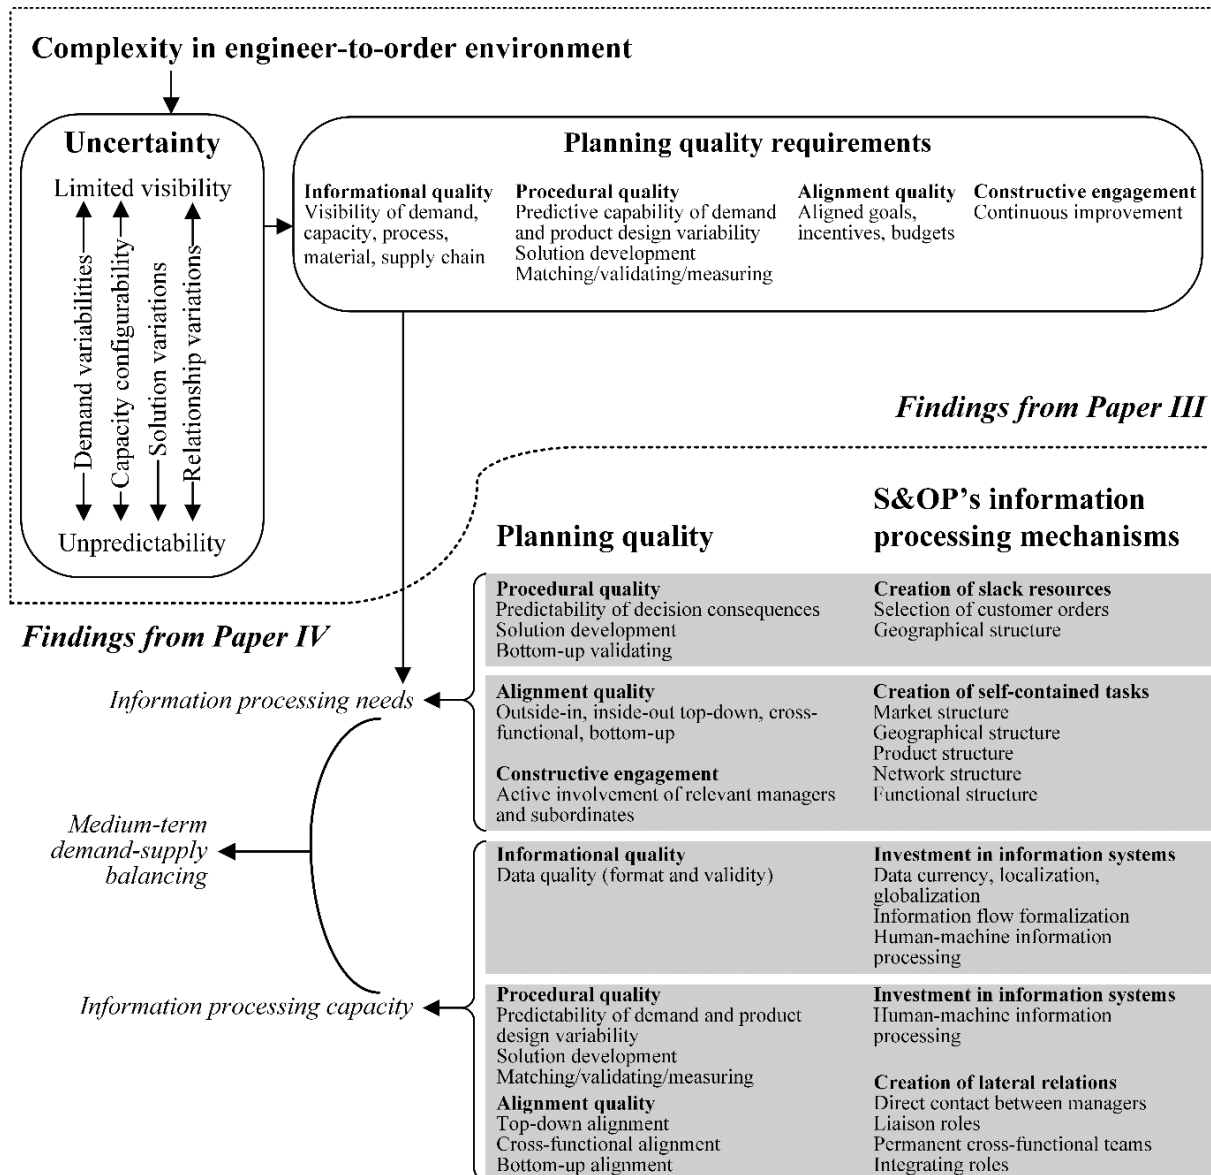 Complexity in engineer-to-order environment
Uncertainty
Limited visibility
Demand variabilities
Capacity configurability
Solution variations
Relationship variations
Unpredictability
Planning quality requirements
Informational quality
Visibility of demand,
capacity, process,
material, supply chain
Procedural quality
Predictive capability of demand
and product design variability
Solution development
Matching/validating/measuring
Alignment quality
Aligned goals,
incentives, budgets
Constructive engagement
Continuous improvement
Findings from Paper III
Findings from Paper IV
Information processing needs
Medium-term
demand-supply
balancing
Information processing capacity
Planning quality
S&OP’s information
processing mechanisms
Procedural quality
Predictability of decision consequences
Solution development
Bottom-up validating
Creation of slack resources
Selection of customer orders
Geographical structure
Alignment quality
Outside-in, inside-out top-down, cross-
functional, bottom-up
Constructive engagement
Active involvement of relevant managers
and subordinates
Creation of self-contained tasks
Market structure
Geographical structure
Product structure
Network structure
Functional structure
Informational quality
Data quality (format and validity)
Investment in information systems
Data currency, localization,
globalization
Information flow formalization
Human-machine information
processing
Procedural quality
Predictability of demand and product
design variability
Solution development
Matching/validating/measuring
Alignment quality
Top-down alignment
Cross-functional alignment
Bottom-up alignment
Investment in information systems
Human-machine information
processing
Creation of lateral relations
Direct contact between managers
Liaison roles
Permanent cross-functional teams
Integrating roles